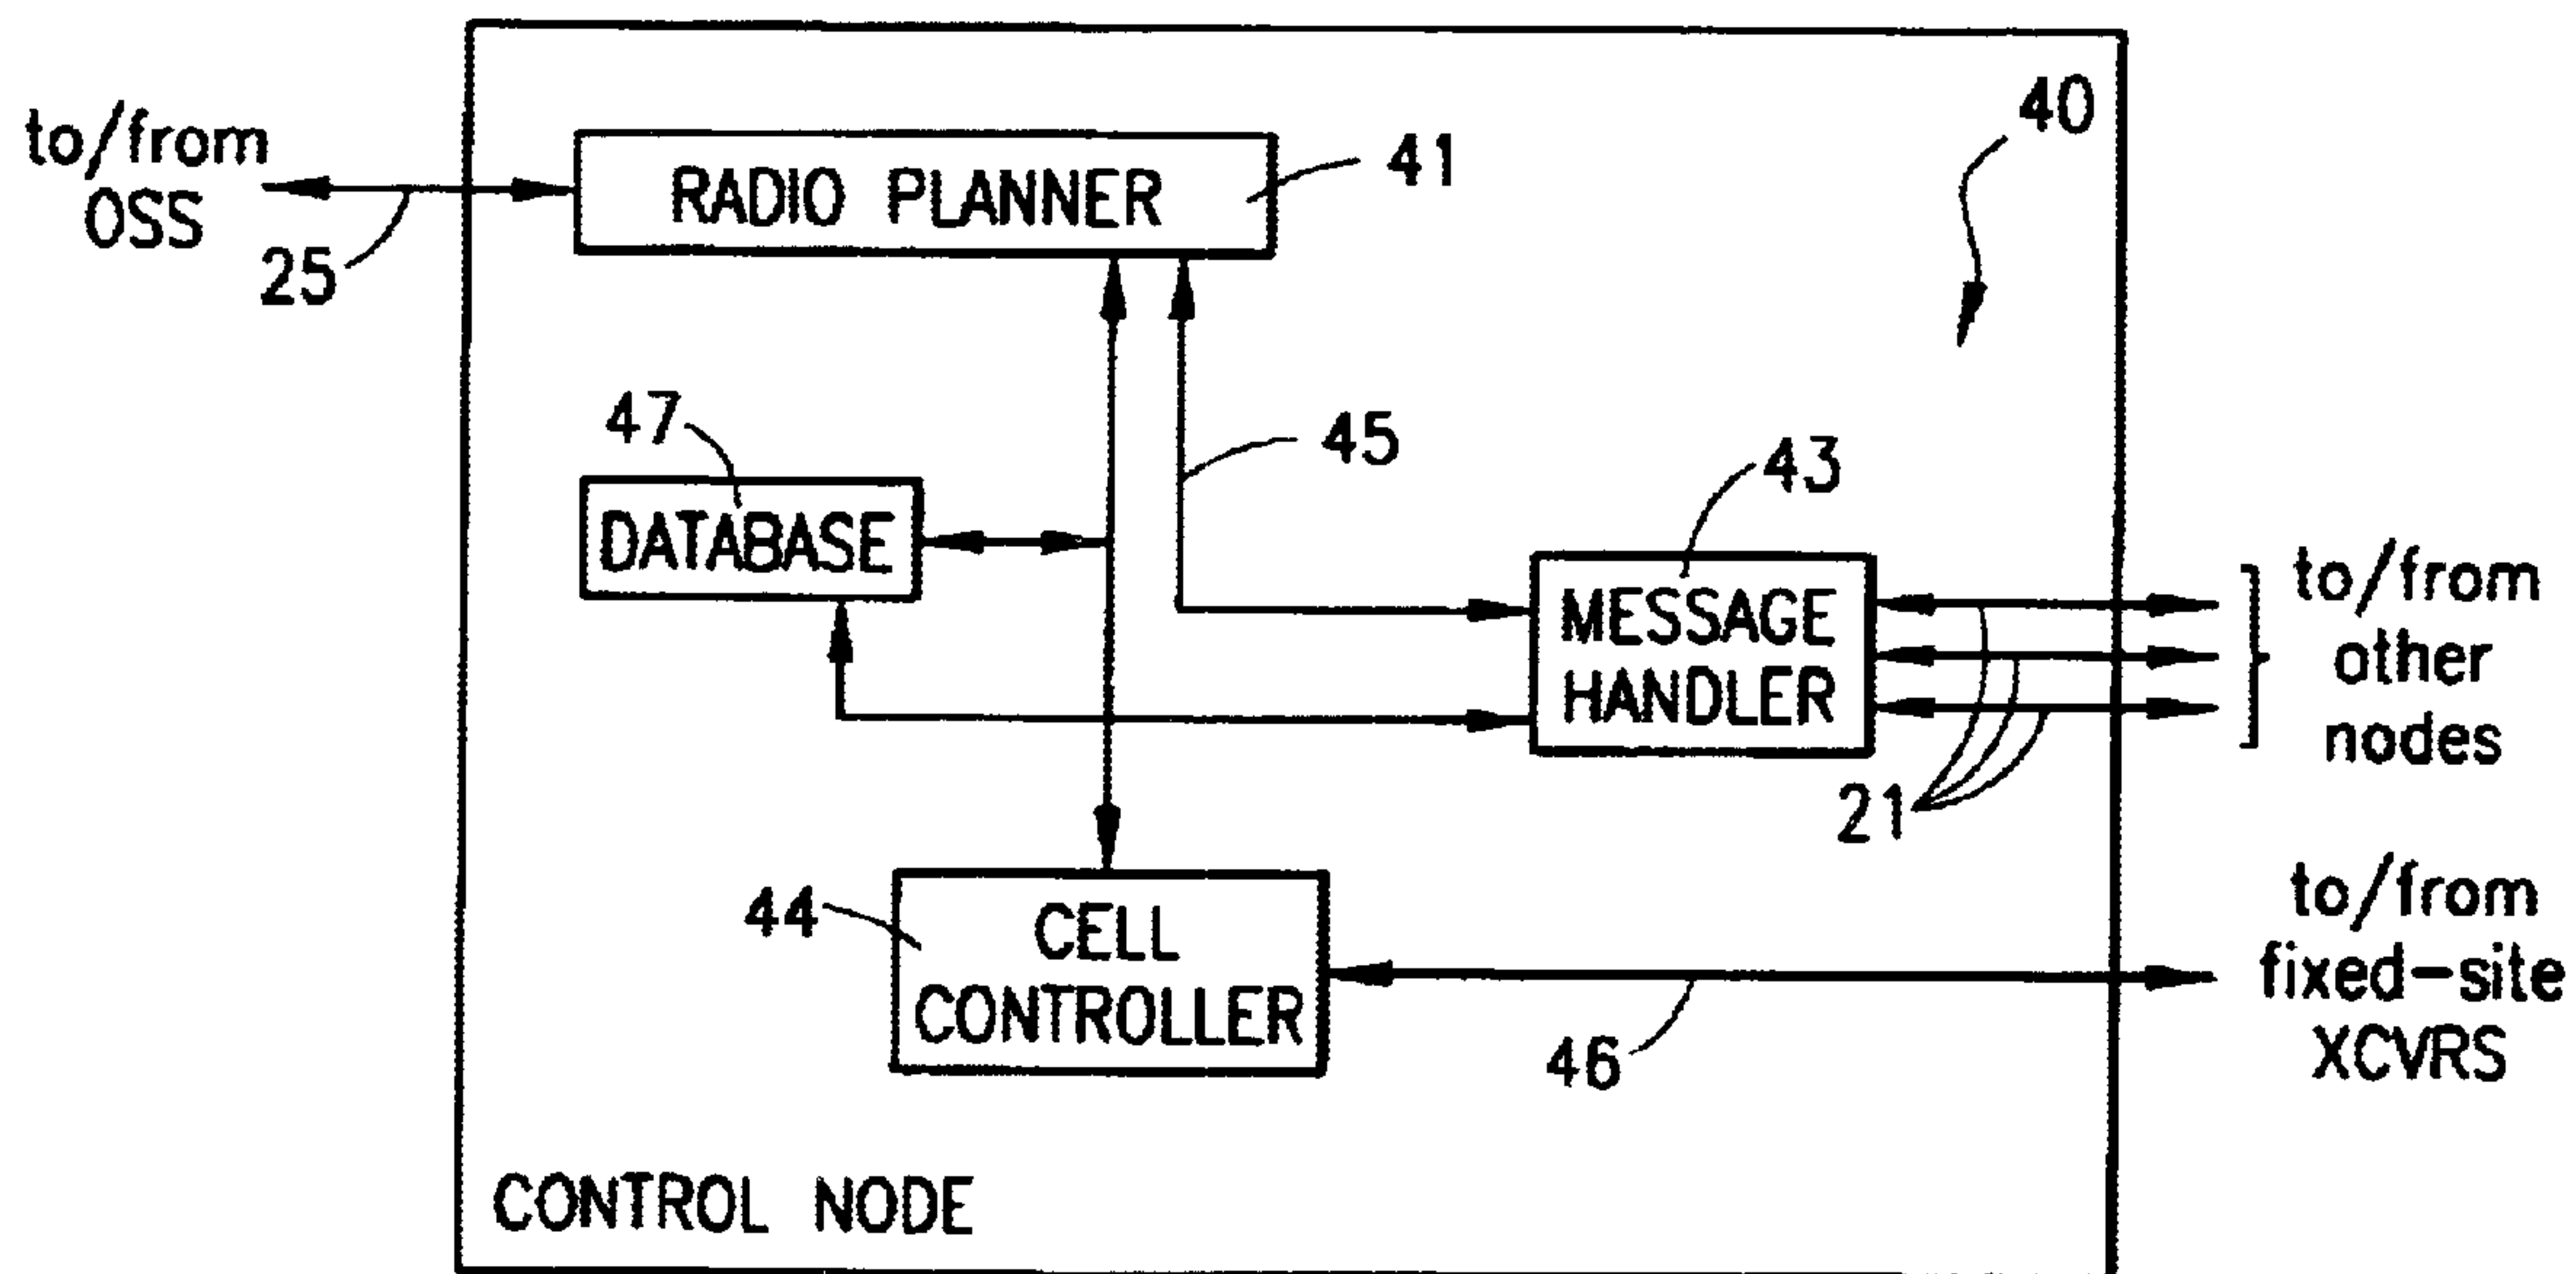 to/from
OSS
25
RADIO PLANNER
41
40
47
DATABASE
45
43
MESSAGE
HANDLER
to/from
other
nodes
21
44
CELL
CONTROLLER
46
to/from
fixed-site
XCVRS
CONTROL NODE